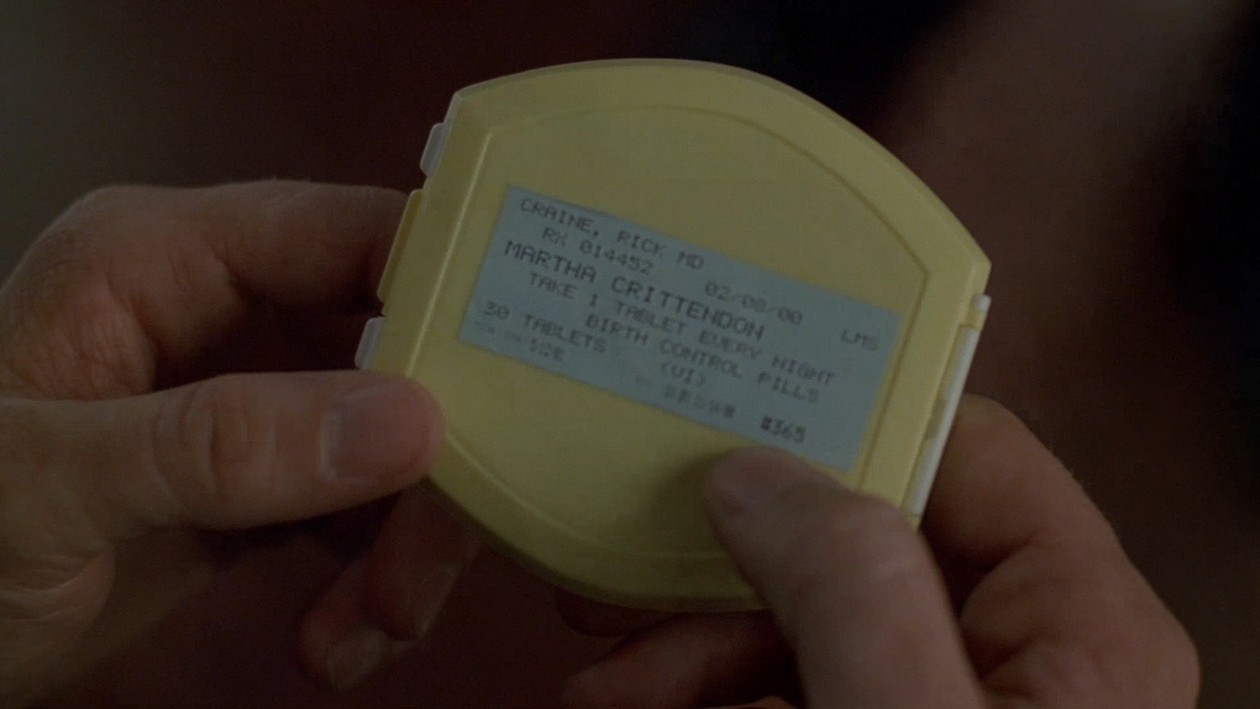 CRAINE, RICK MD
RX 014452 02/08/00 LMS
MARTHA CRITTENDON
TAKE 1 TABLET EVERY NIGHT
BIRTH CONTROL PILLS
30 TABLETS (UI)
#365